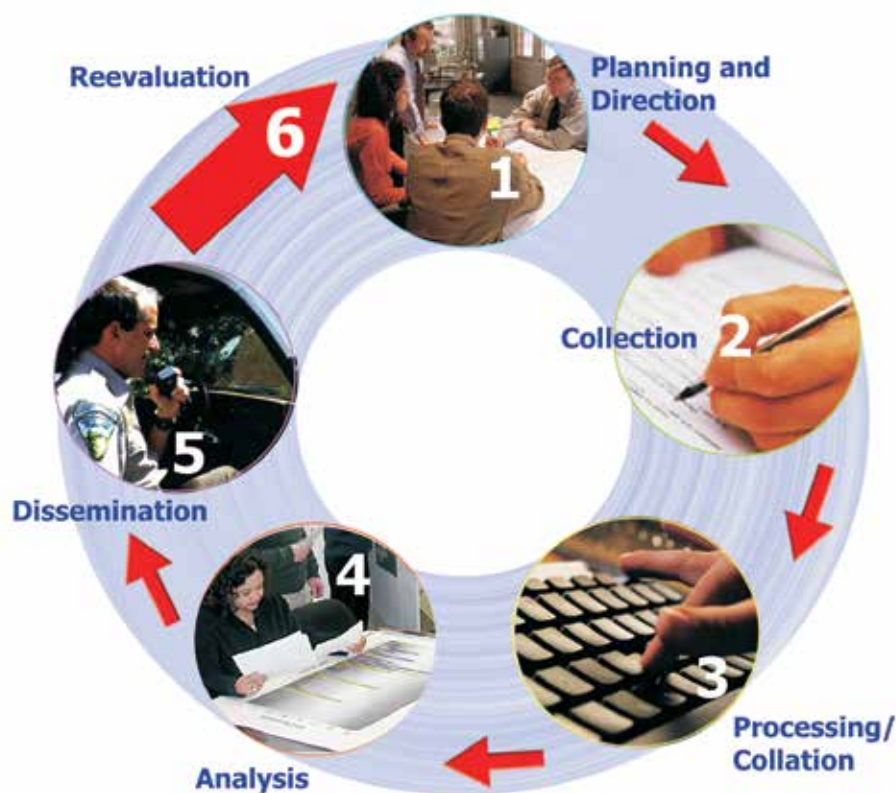 Planning and
Direction
1
Collection
2
3
Processing/
Collation
4
Analysis
5
Dissemination
Reevaluation
6